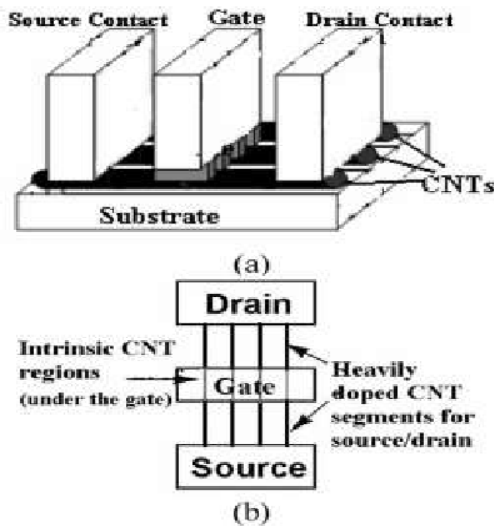 Source Contact
Gate
Drain Contact
CNTs
Substrate
(a)
Drain
Intrinsic CNT
regions
(under the gate)
Gate
Heavily
doped CNT
segments for
source/drain
Source
(b)